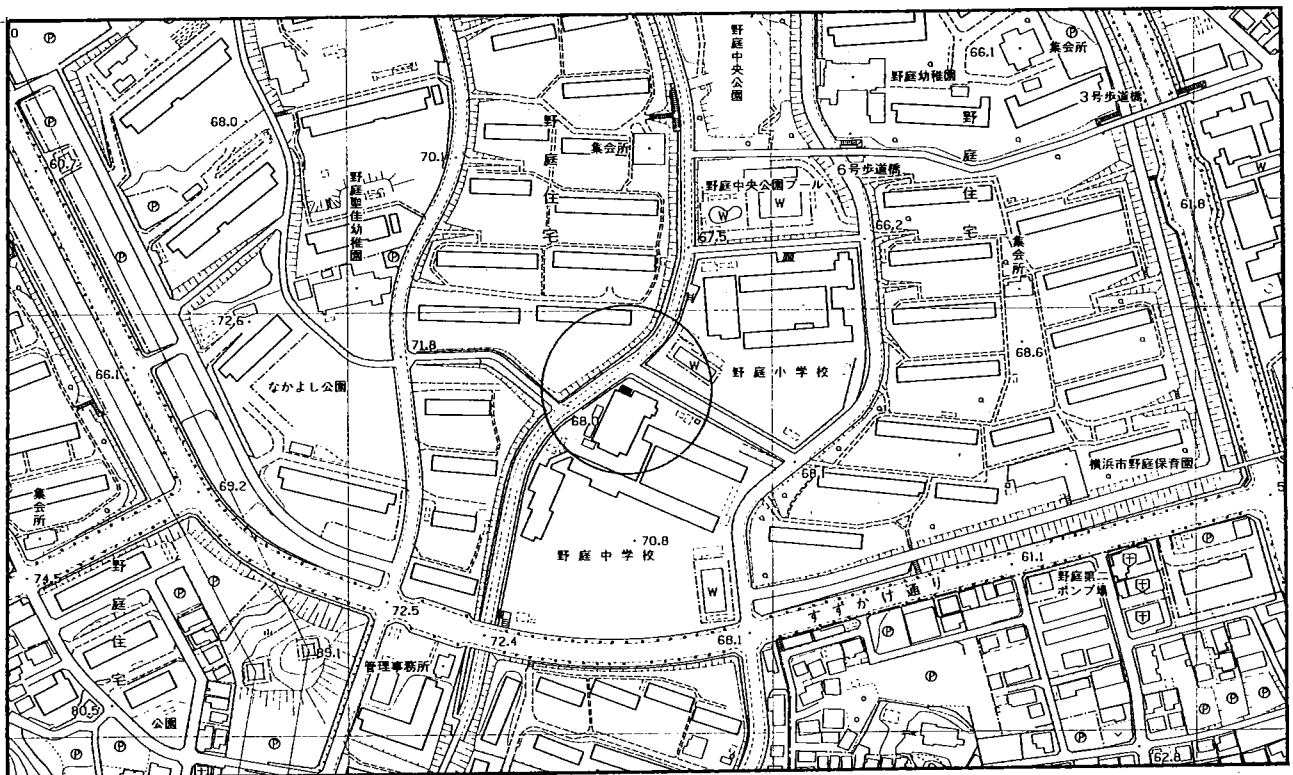 野庭中央公園
66.1
集会所
野庭幼稚園
3号歩道橋
68.0
60.7
70.1
野庭住宅
集会所
野庭聖佳幼稚園
野庭中央公園プール
W
W
6号歩道橋
野庭住宅
W
61.8
67.5
66.2
集会所
72.6
71.8
68.6
66.1
なかよし公園
W
野庭小学校
68.0
69.2
集会所
横浜市野庭保育園
70.8
野庭中学校
74.5
野庭住宅
72.5
72.4
W
68.1
すずかけ通り
61.1
野庭第二
ポンプ場
89.1
管理事務所
80.5
公園
62.8